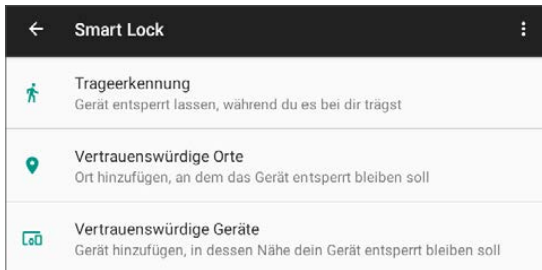 Smart Lock
Trageerkennung
Gerät entsperrt lassen, während du es bei dir trägst
Vertrauenswürdige Orte
Ort hinzufügen, an dem das Gerät entsperrt bleiben soll
Vertrauenswürdige Geräte
Gerät hinzufügen, in dessen Nähe dein Gerät entsperrt bleiben soll